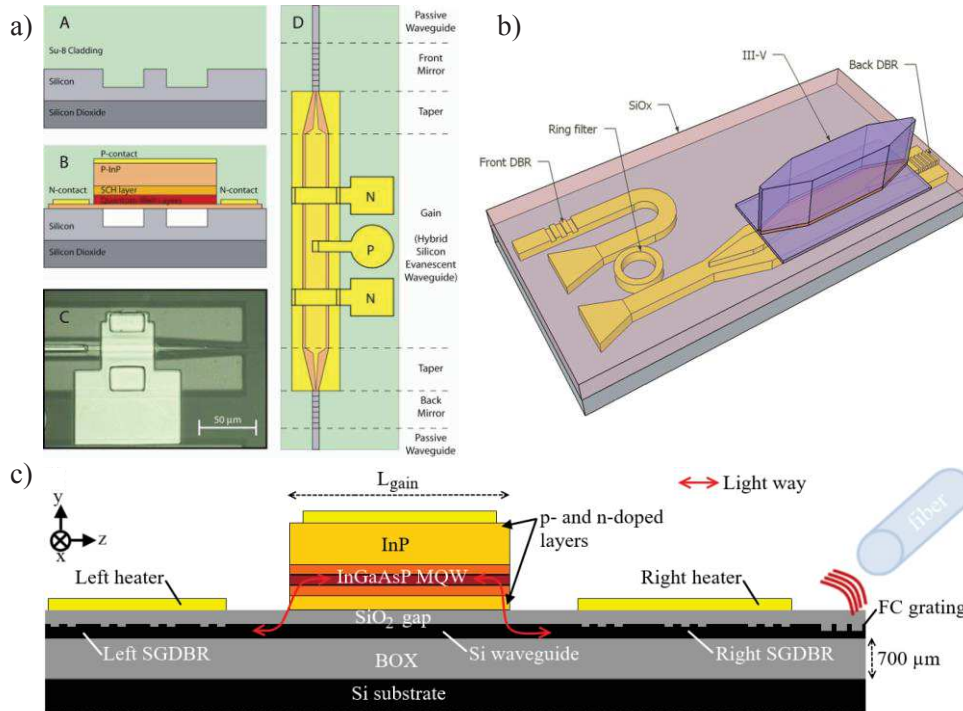 a)
A
Su-8 Cladding
Silicon
Silicon Dioxide
B
P-contact
P-InP
N-contact
SCH layer
N-contact
Quantum Well Layers
Silicon
Silicon Dioxide
C
50 µm
D
Passive
Waveguide
Front
Mirror
Taper
N
P
N
Gain
(Hybrid
Silicon
Evanescent
Waveguide)
Taper
Back
Mirror
Passive
Waveguide
b)
III-V
Back DBR
SiOx
Ring filter
Front DBR
c)
Lgain
Light way
y
x
z
p- and n-doped
layers
InP
InGaAsP MQW
fiber
Left heater
Right heater
SiO2 gap
FC grating
Left SGDBR
Si waveguide
Right SGDBR
BOX
700 µm
Si substrate